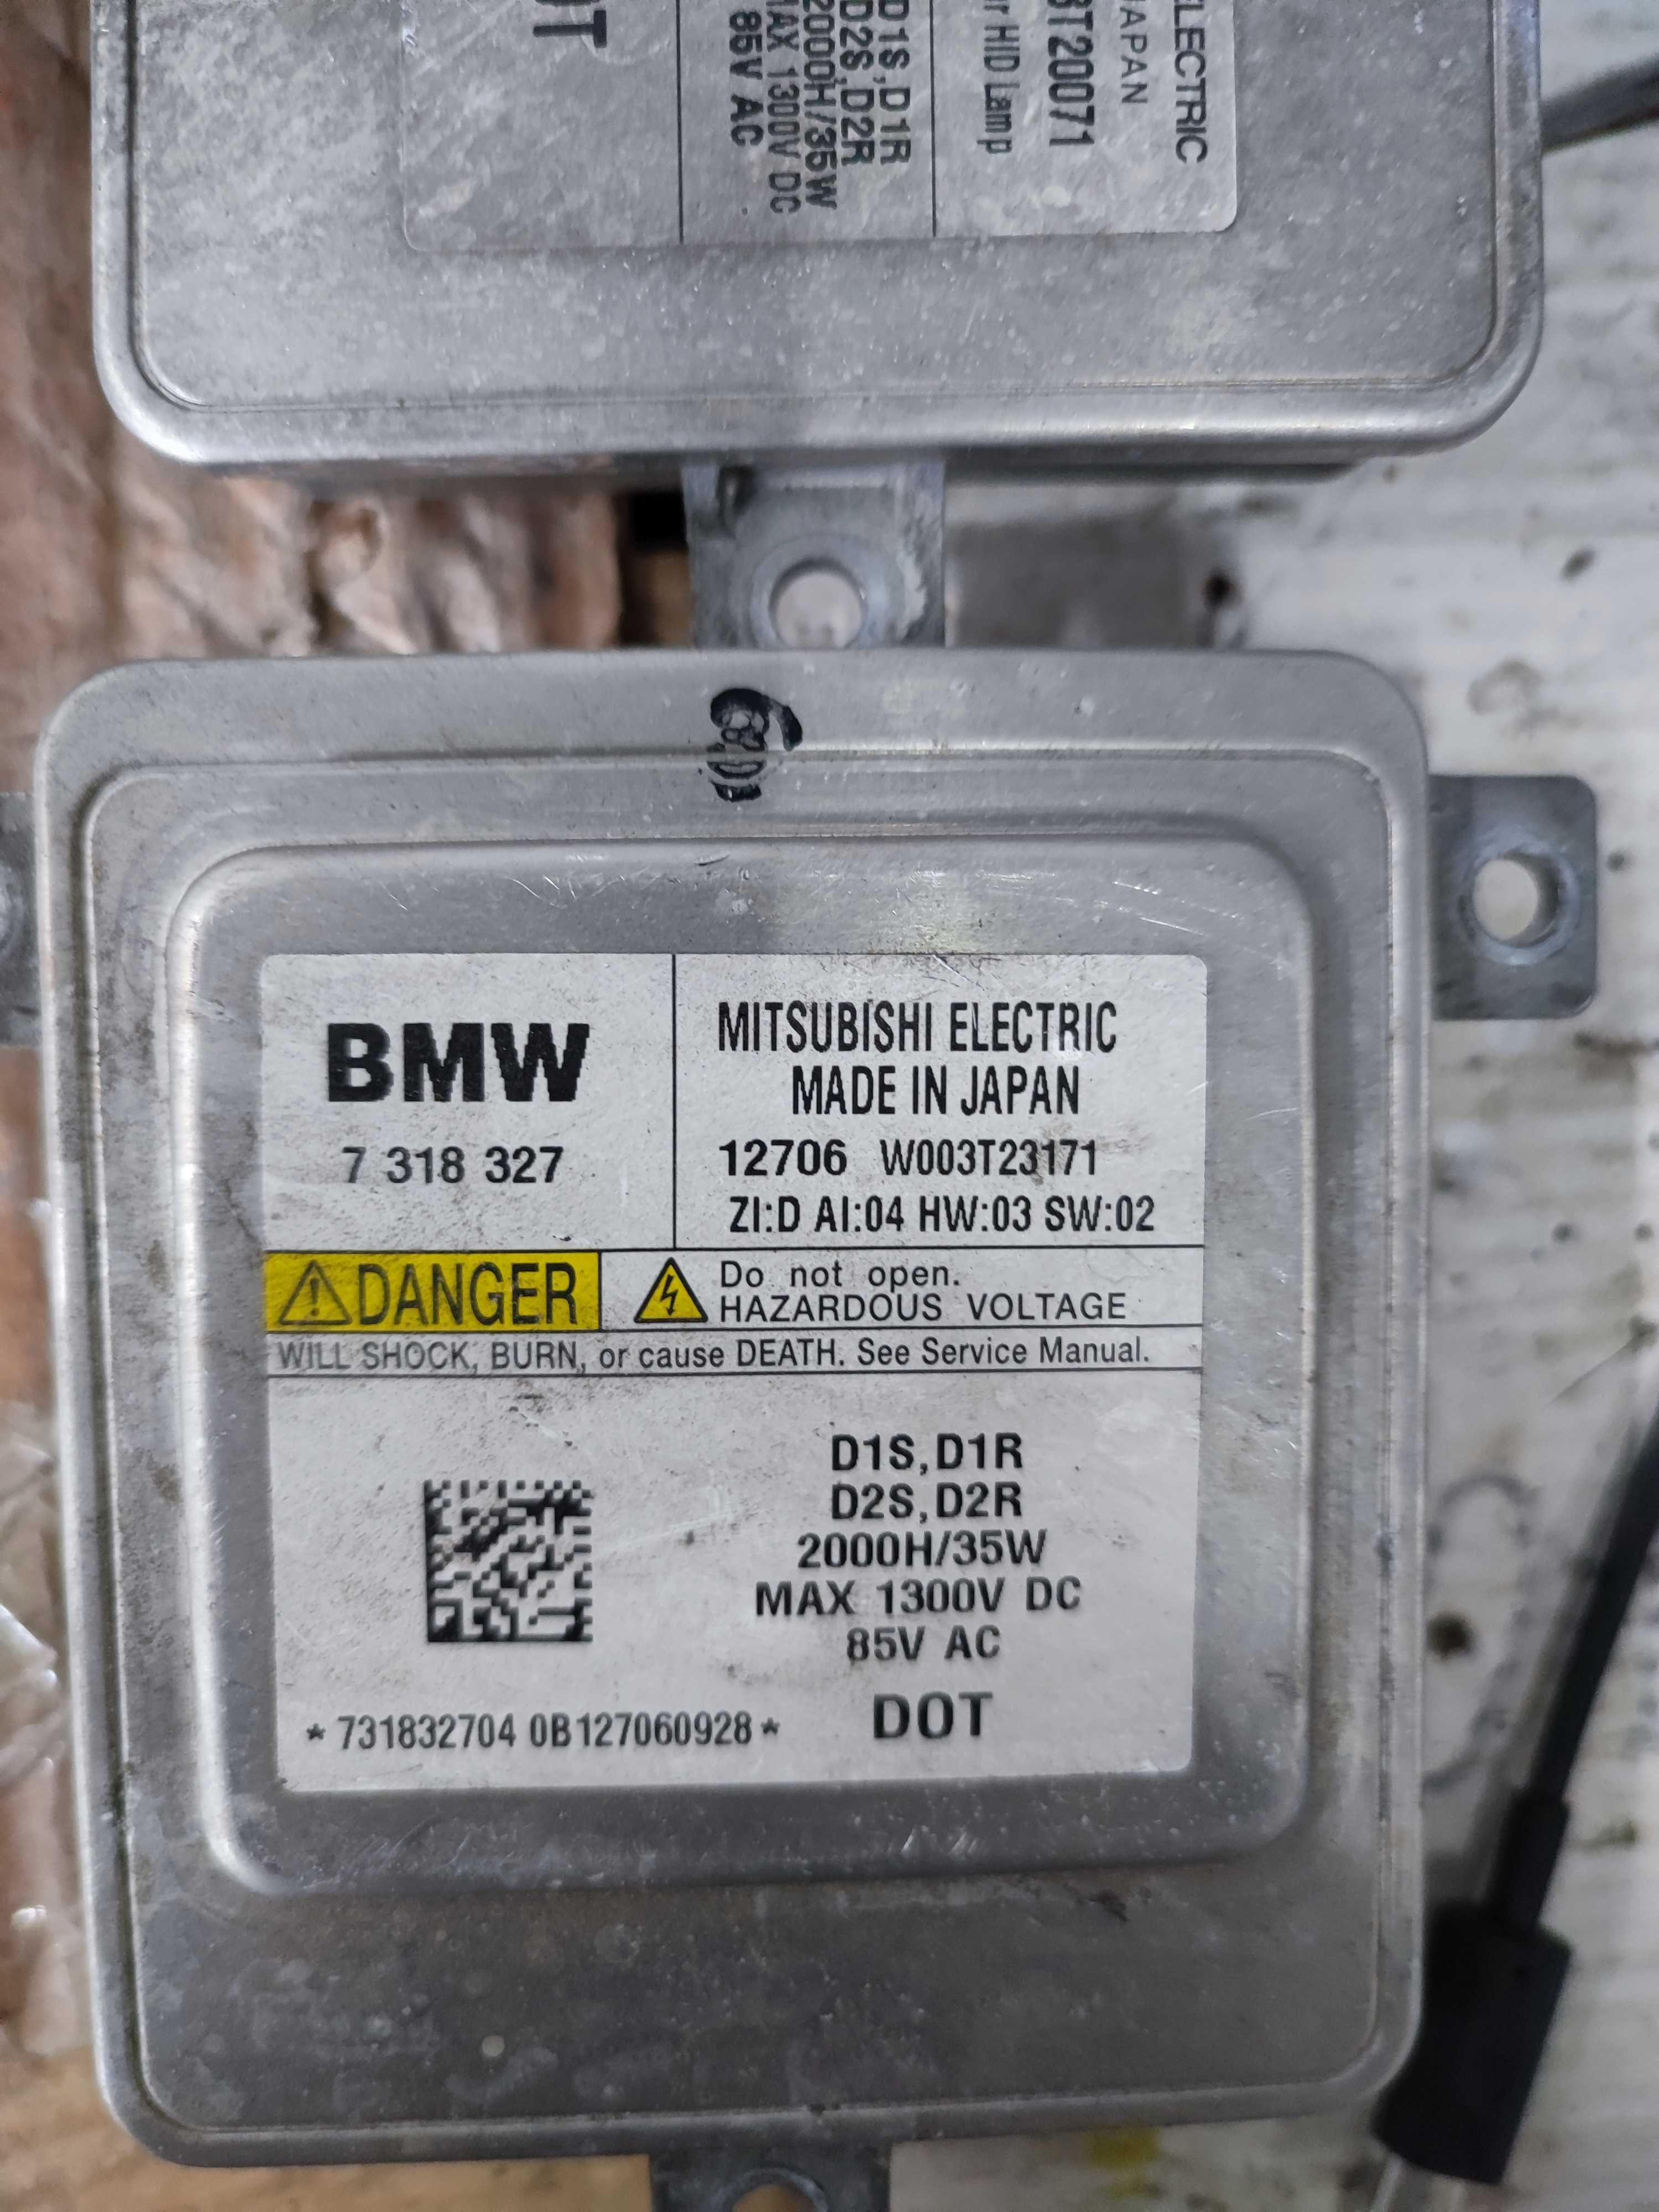 ELECTRIC
JAPAN
3T20071
HID Lamp
D1S,D1R
D2S,D2R
2000H/35W
MAX 1300V DC
85V AC
BMW
7 318 327
MITSUBISHI ELECTRIC
MADE IN JAPAN
12706 W003T23171
ZI:D AI:04 HW:03 SW:02
DANGER
Do not open.
HAZARDOUS VOLTAGE
WILL SHOCK, BURN, or cause DEATH. See Service Manual.
D1S,D1R
D2S,D2R
2000H/35W
MAX 1300V DC
85V AC
DOT
*731832704 0B127060928*